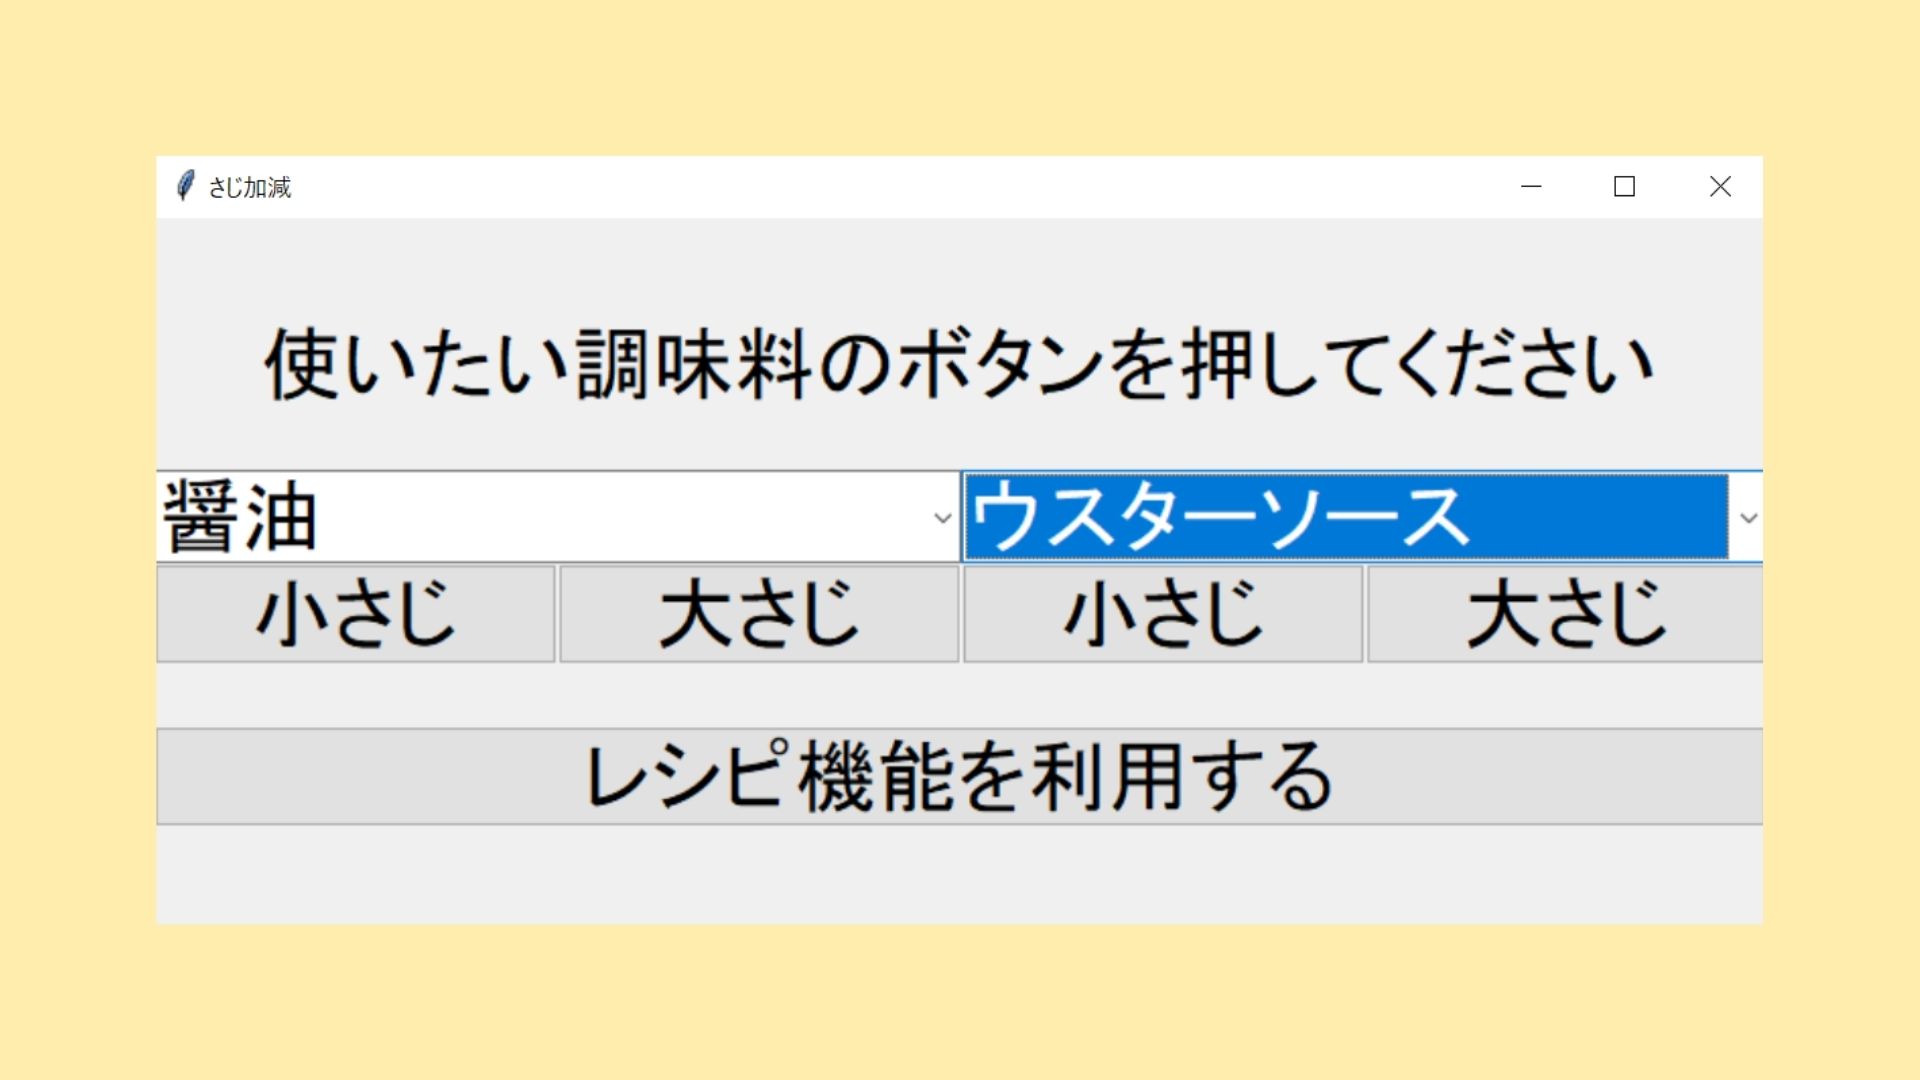 さじ加減
使いたい調味料のボタンを押してください
醤油 ウスターソース
小さじ 大さじ 小さじ 大さじ
レシピ機能を利用する